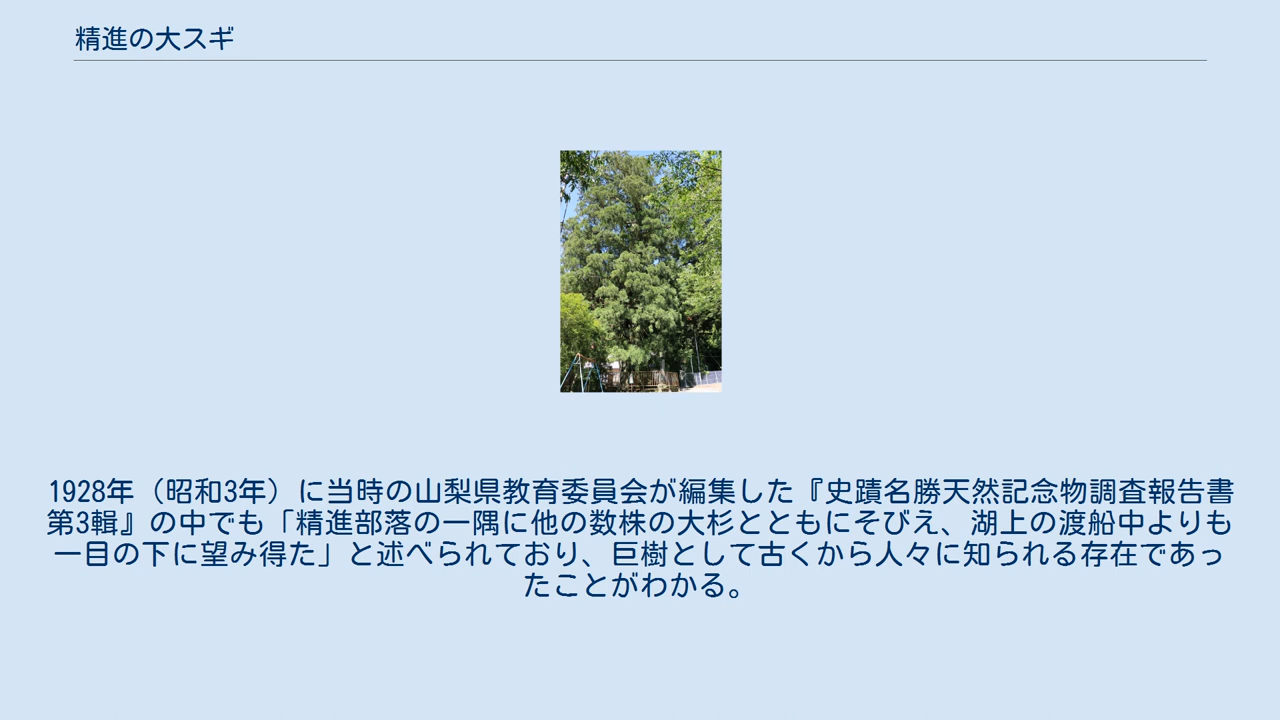 精進の大スギ
1928年（昭和3年）に当時の山梨県教育委員会が編集した『史蹟名勝天然記念物調査報告書
第3輯』の中でも「精進部落の一隅に他の数株の大杉とともにそびえ、湖上の渡船中よりも
一目の下に望み得た」と述べられており、巨樹として古くから人々に知られる存在であっ
たことがわかる。